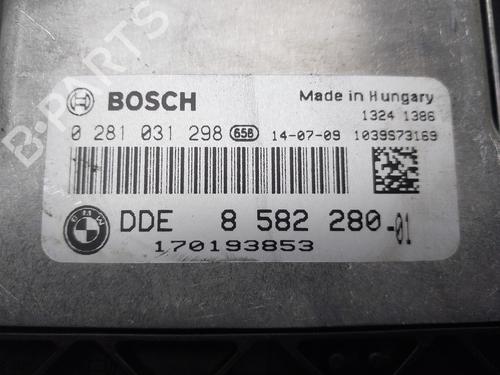 B-PARTS
BOSCH
Made in Hungary
1324 1386
0 281 031 298 658 14-07-09 1039S73169
BMW DDE 8 582 280-01
170193853